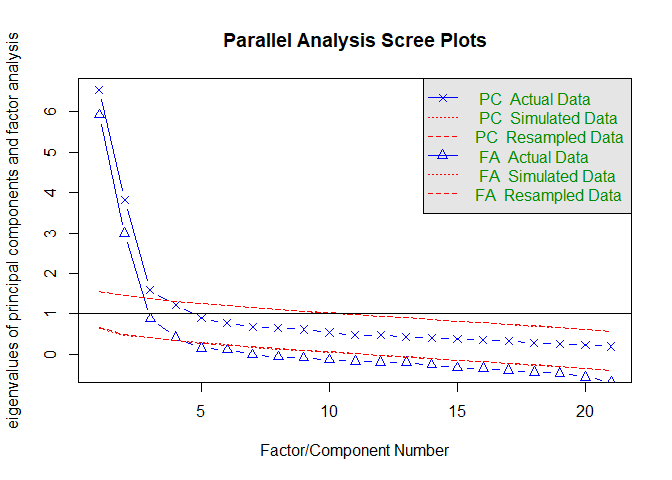 Parallel Analysis Scree Plots
eigenvalues of principal components and factor analysis
6
5
4
3
2
1
0
PC Actual Data
PC Simulated Data
PC Resampled Data
FA Actual Data
FA Simulated Data
FA Resampled Data
5 10 15 20
Factor/Component Number